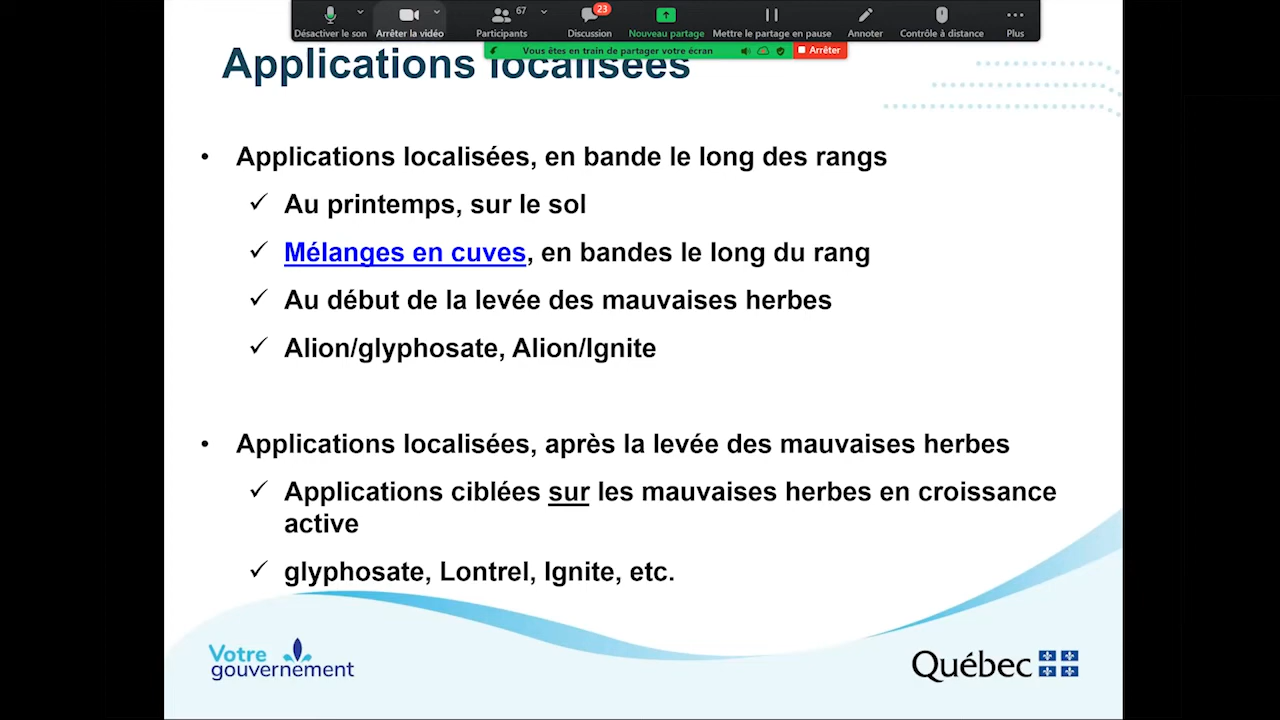 67
23
Désactiver le son
Arrêter la vidéo
Participants
Discussion
Nouveau partage
Mettre le partage en pause
Annoter
Contrôle à distance
Plus
Vous êtes en train de partager votre écran
Arrêter
Applications localisées
• Applications localisées, en bande le long des rangs
✓ Au printemps, sur le sol
✓ Mélanges en cuves, en bandes le long du rang
✓ Au début de la levée des mauvaises herbes
✓ Alion/glyphosate, Alion/Ignite
• Applications localisées, après la levée des mauvaises herbes
✓ Applications ciblées sur les mauvaises herbes en croissance
active
✓ glyphosate, Lontrel, Ignite, etc.
Votre
gouvernement
Québec